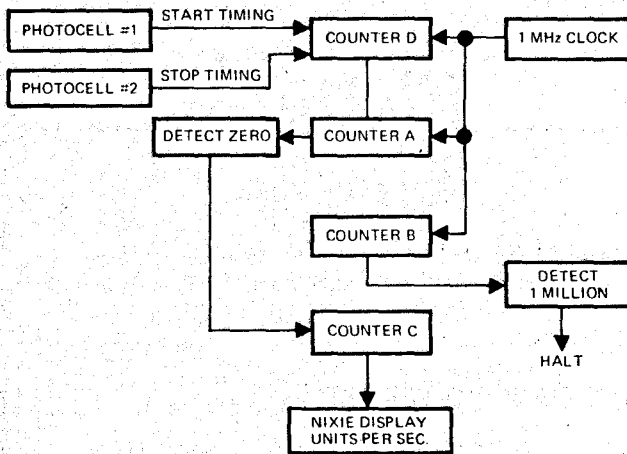 PHOTOCELL #1
START TIMING
COUNTER D
1 MHz CLOCK
PHOTOCELL #2
STOP TIMING
DETECT ZERO
COUNTER A
COUNTER B
DETECT
1 MILLION
COUNTER C
HALT
NIXIE DISPLAY
UNITS PER SEC.